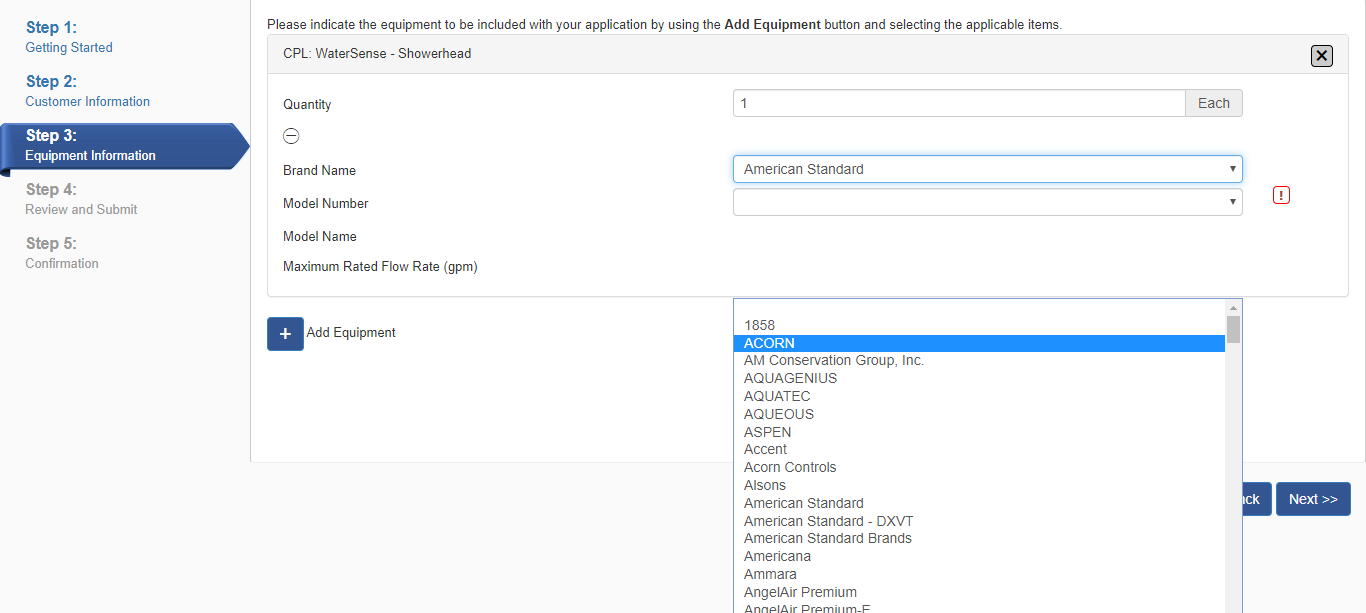 Step 1:
Getting Started
Step 2:
Customer Information
Step 3:
Equipment Information
Step 4:
Review and Submit
Step 5:
Confirmation
Please indicate the equipment to be included with your application by using the Add Equipment button and selecting the applicable items.
CPL: WaterSense - Showerhead
Quantity
1
Each
Brand Name
American Standard
Model Number
!
Model Name
Maximum Rated Flow Rate (gpm)
+ Add Equipment
1858
ACORN
AM Conservation Group, Inc.
AQUAGENIUS
AQUATEC
AQUEOUS
ASPEN
Accent
Acorn Controls
Alsons
American Standard
American Standard - DXVT
American Standard Brands
Americana
Ammara
AngelAir Premium
AngelAir Premium-F
ck
Next >>